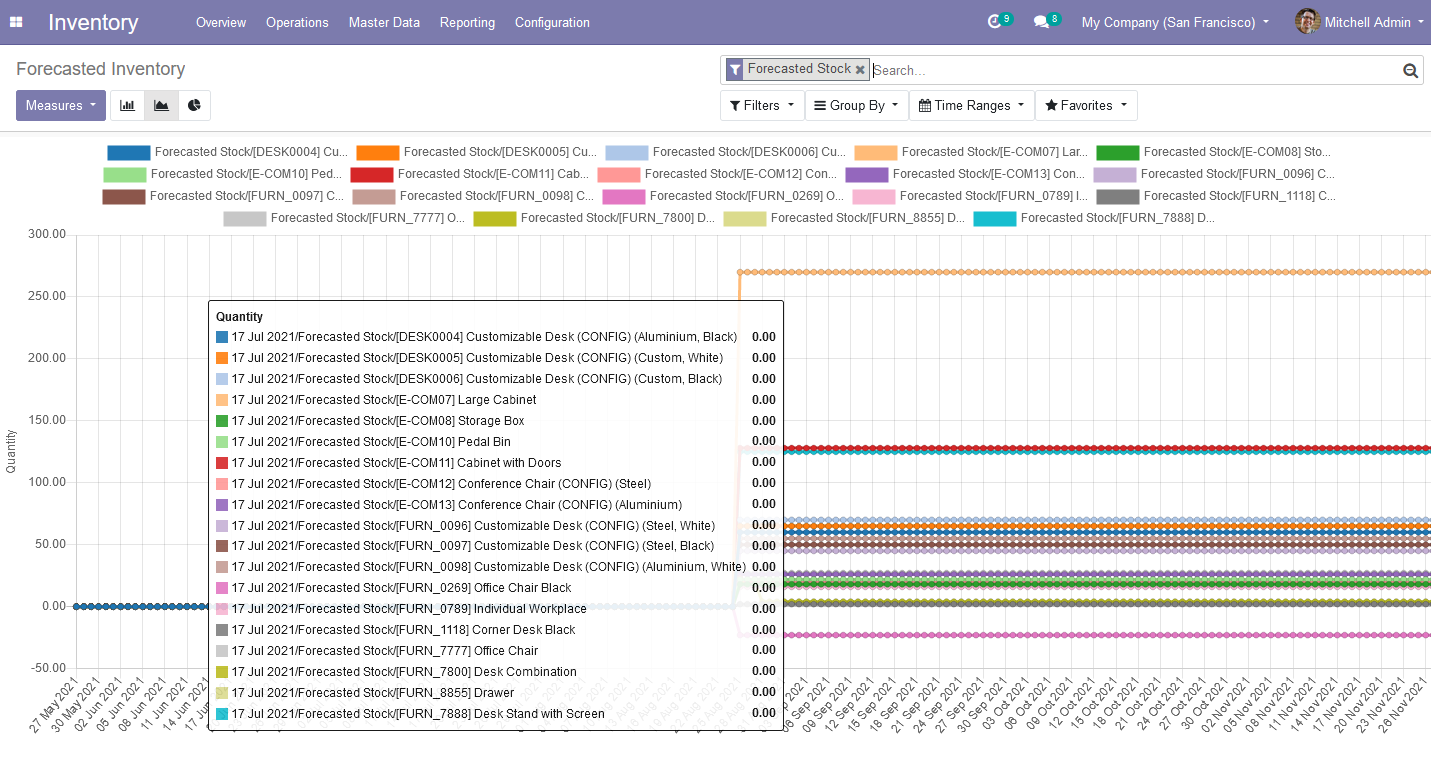 Inventory Overview Operations Master Data Reporting Configuration 9 8 My Company (San Francisco) Mitchell Admin
Forecasted Inventory
Forecasted Stock Search...
Measures Filters Group By Time Ranges Favorites
Forecasted Stock/[DESK0004] Cu... Forecasted Stock/[DESK0005] Cu... Forecasted Stock/[DESK0006] Cu... Forecasted Stock/[E-COM07] Lar... Forecasted Stock/[E-COM08] Sto...
Forecasted Stock/[E-COM10] Ped... Forecasted Stock/[E-COM11] Cab... Forecasted Stock/[E-COM12] Con... Forecasted Stock/[E-COM13] Con... Forecasted Stock/[FURN_0096] C...
Forecasted Stock/[FURN_0097] C... Forecasted Stock/[FURN_0098] C... Forecasted Stock/[FURN_0269] O... Forecasted Stock/[FURN_0789] I... Forecasted Stock/[FURN_1118] C...
Forecasted Stock/[FURN_7777] O... Forecasted Stock/[FURN_7800] D... Forecasted Stock/[FURN_8855] D... Forecasted Stock/[FURN_7888] D...
300.00
250.00
200.00
150.00
100.00
50.00
0.00
-50.00
Quantity
Quantity
17 Jul 2021/Forecasted Stock/[DESK0004] Customizable Desk (CONFIG) (Aluminium, Black) 0.00
17 Jul 2021/Forecasted Stock/[DESK0005] Customizable Desk (CONFIG) (Custom, White) 0.00
17 Jul 2021/Forecasted Stock/[DESK0006] Customizable Desk (CONFIG) (Custom, Black) 0.00
17 Jul 2021/Forecasted Stock/[E-COM07] Large Cabinet 0.00
17 Jul 2021/Forecasted Stock/[E-COM08] Storage Box 0.00
17 Jul 2021/Forecasted Stock/[E-COM10] Pedal Bin 0.00
17 Jul 2021/Forecasted Stock/[E-COM11] Cabinet with Doors 0.00
17 Jul 2021/Forecasted Stock/[E-COM12] Conference Chair (CONFIG) (Steel) 0.00
17 Jul 2021/Forecasted Stock/[E-COM13] Conference Chair (CONFIG) (Aluminium) 0.00
17 Jul 2021/Forecasted Stock/[FURN_0096] Customizable Desk (CONFIG) (Steel, White) 0.00
17 Jul 2021/Forecasted Stock/[FURN_0097] Customizable Desk (CONFIG) (Steel, Black) 0.00
17 Jul 2021/Forecasted Stock/[FURN_0098] Customizable Desk (CONFIG) (Aluminium, White) 0.00
17 Jul 2021/Forecasted Stock/[FURN_0269] Office Chair Black 0.00
17 Jul 2021/Forecasted Stock/[FURN_0789] Individual Workplace 0.00
17 Jul 2021/Forecasted Stock/[FURN_1118] Corner Desk Black 0.00
17 Jul 2021/Forecasted Stock/[FURN_7777] Office Chair 0.00
17 Jul 2021/Forecasted Stock/[FURN_7800] Desk Combination 0.00
17 Jul 2021/Forecasted Stock/[FURN_8855] Drawer 0.00
17 Jul 2021/Forecasted Stock/[FURN_7888] Desk Stand with Screen 0.00
27 May 2021 30 May 2021 02 Jun 2021 05 Jun 2021 08 Jun 2021 11 Jun 2021 14 Jun 2021 06 Sep 2021 09 Sep 2021 12 Sep 2021 15 Sep 2021 18 Sep 2021 21 Sep 2021 24 Sep 2021 27 Sep 2021 30 Sep 2021 03 Oct 2021 06 Oct 2021 09 Oct 2021 12 Oct 2021 15 Oct 2021 18 Oct 2021 21 Oct 2021 24 Oct 2021 27 Oct 2021 30 Oct 2021 02 Nov 2021 05 Nov 2021 08 Nov 2021 11 Nov 2021 14 Nov 2021 17 Nov 2021 20 Nov 2021 23 Nov 2021 26 Nov 2021